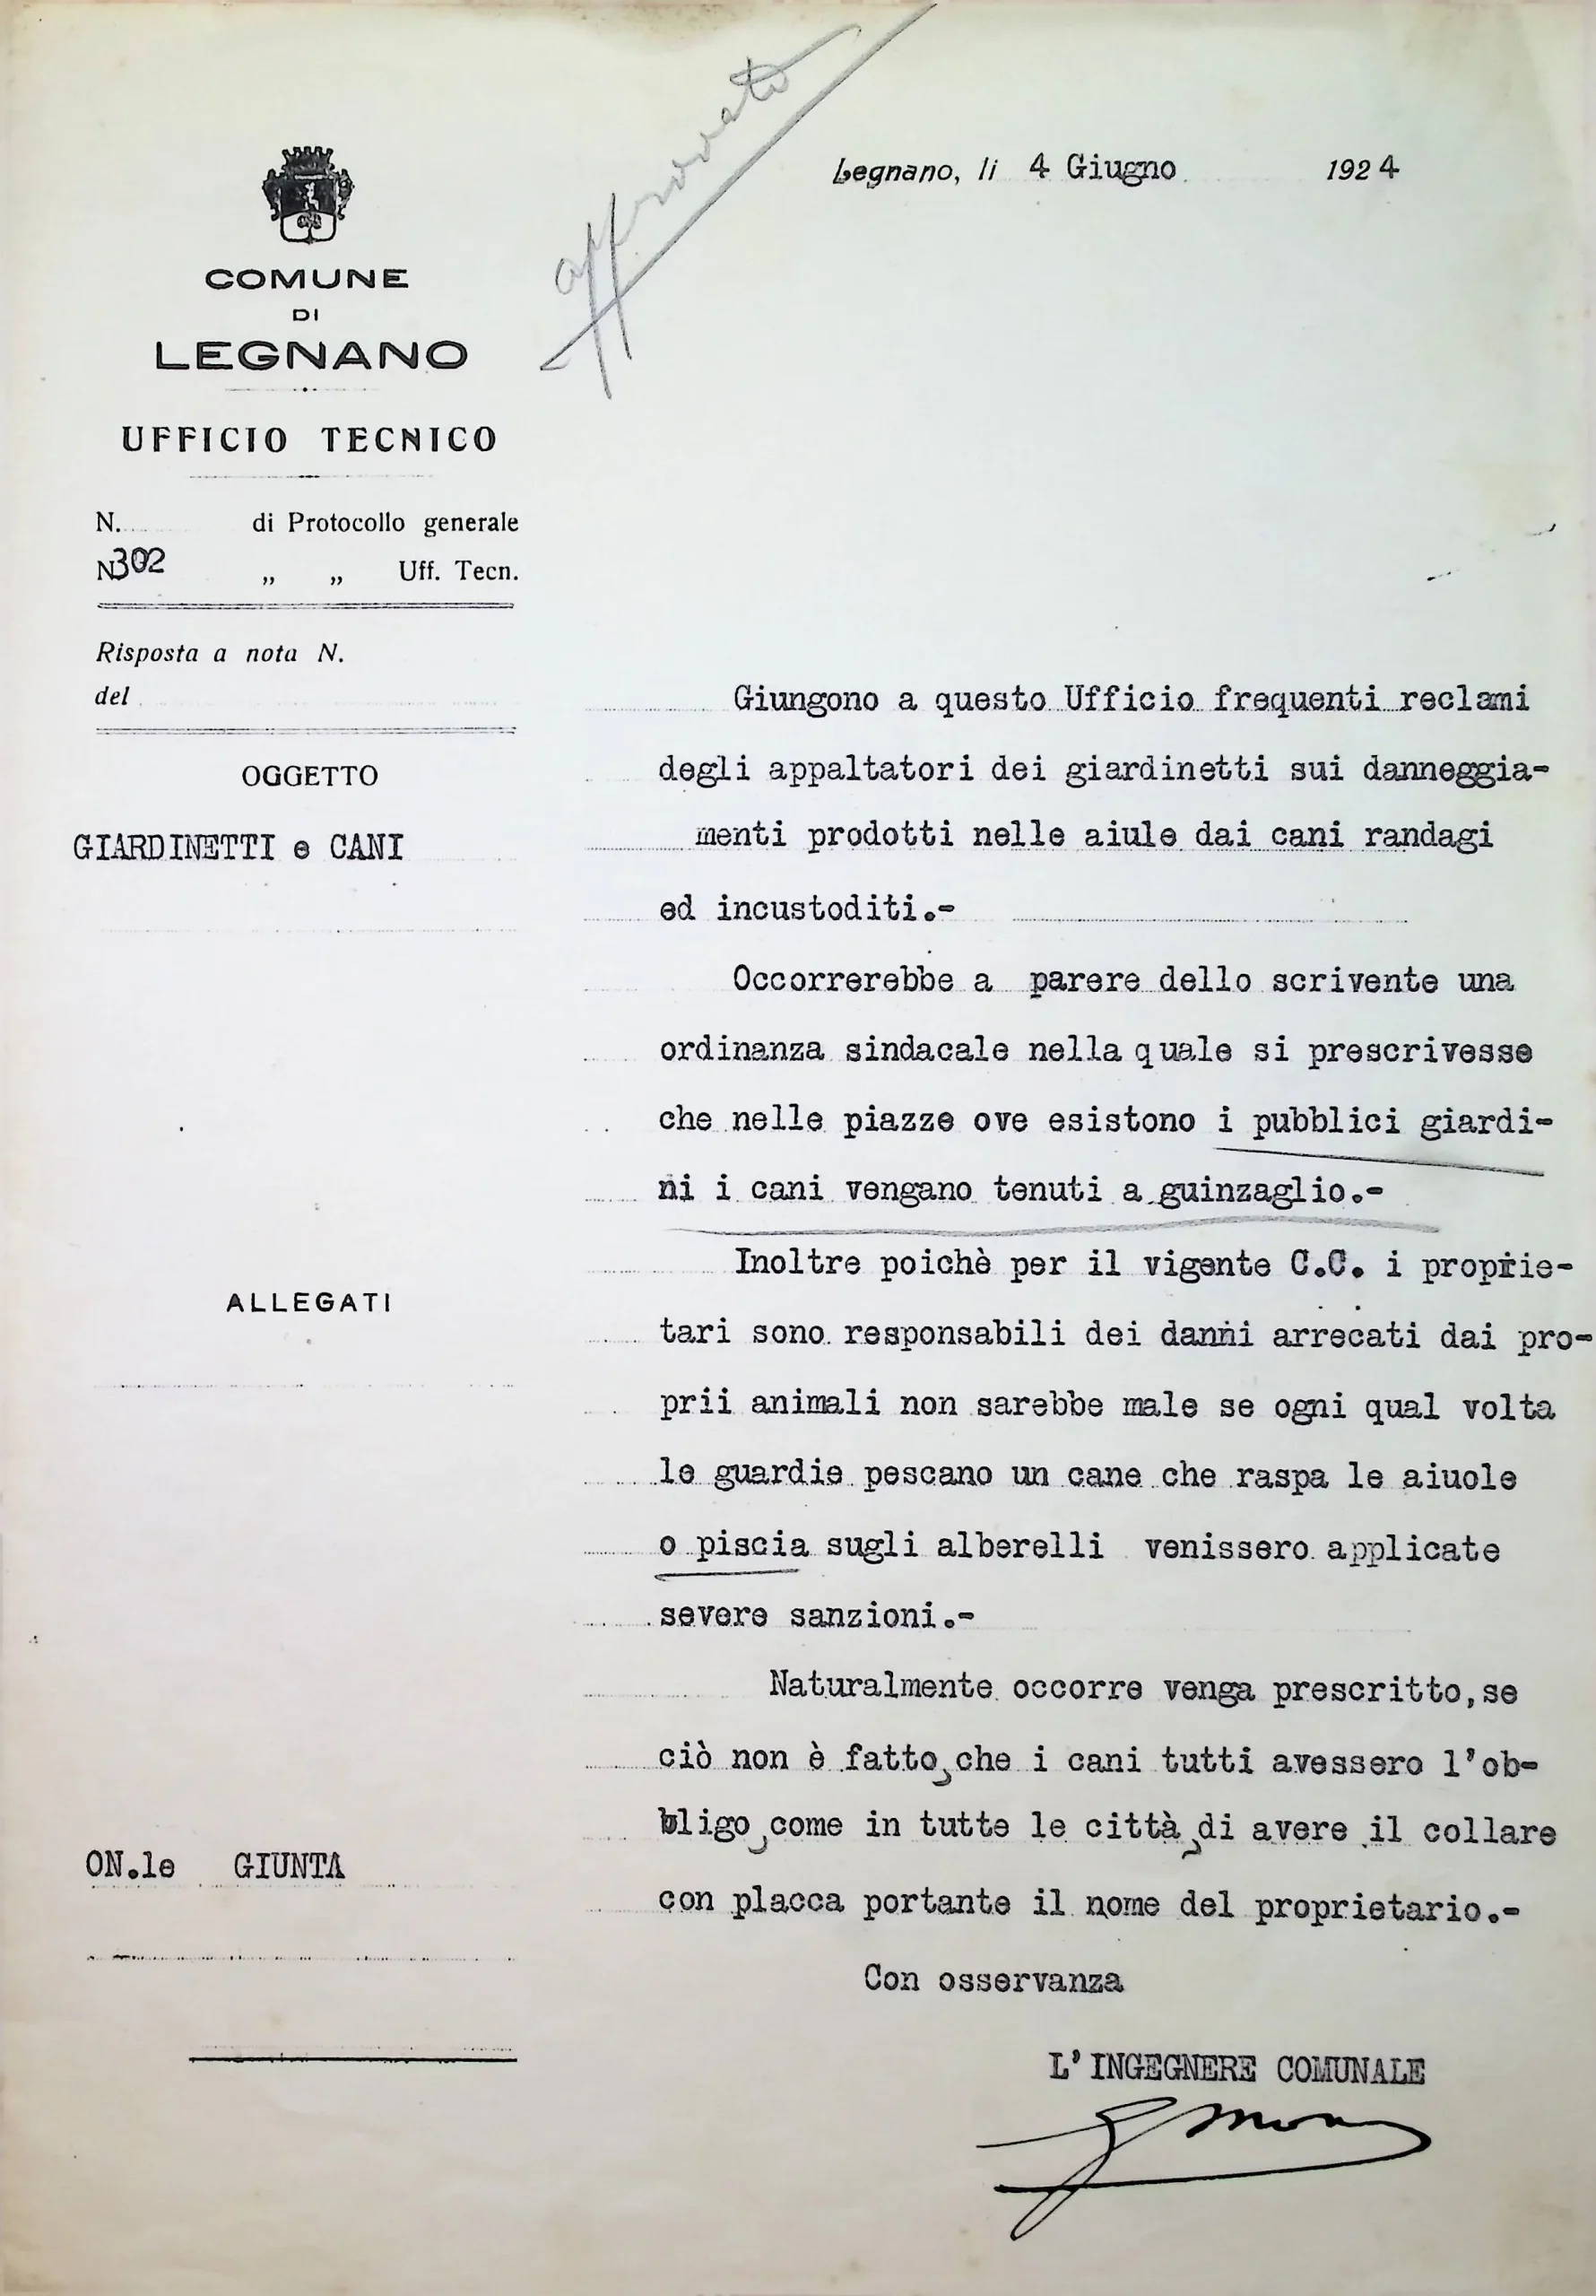 approvato
Legnano, li 4 Giugno 1924
COMUNE
DI
LEGNANO
UFFICIO TECNICO
N. di Protocollo generale
N302 „ „ Uff. Tecn.
Risposta a nota N.
del
OGGETTO
GIARDINETTI e CANI
ALLEGATI
ON.le GIUNTA
Giungono a questo Ufficio frequenti reclami
degli appaltatori dei giardinetti sui danneggia-
menti prodotti nelle aiule dai cani randagi
ed incustoditi.-
Occorrerebbe a parere dello scrivente una
ordinanza sindacale nella quale si prescrivesse
che nelle piazze ove esistono i pubblici giardi-
ni i cani vengano tenuti a guinzaglio.-
Inoltre poichè per il vigente C.C. i proprie-
tari sono responsabili dei danni arrecati dai pro-
prii animali non sarebbe male se ogni qual volta
le guardie pescano un cane che raspa le aiuole
o piscia sugli alberelli venissero applicate
severe sanzioni.-
Naturalmente occorre venga prescritto, se
ciò non è fatto, che i cani tutti avessero l'ob-
bligo, come in tutte le città, di avere il collare
con placca portante il nome del proprietario.-
Con osservanza
L'INGEGNERE COMUNALE